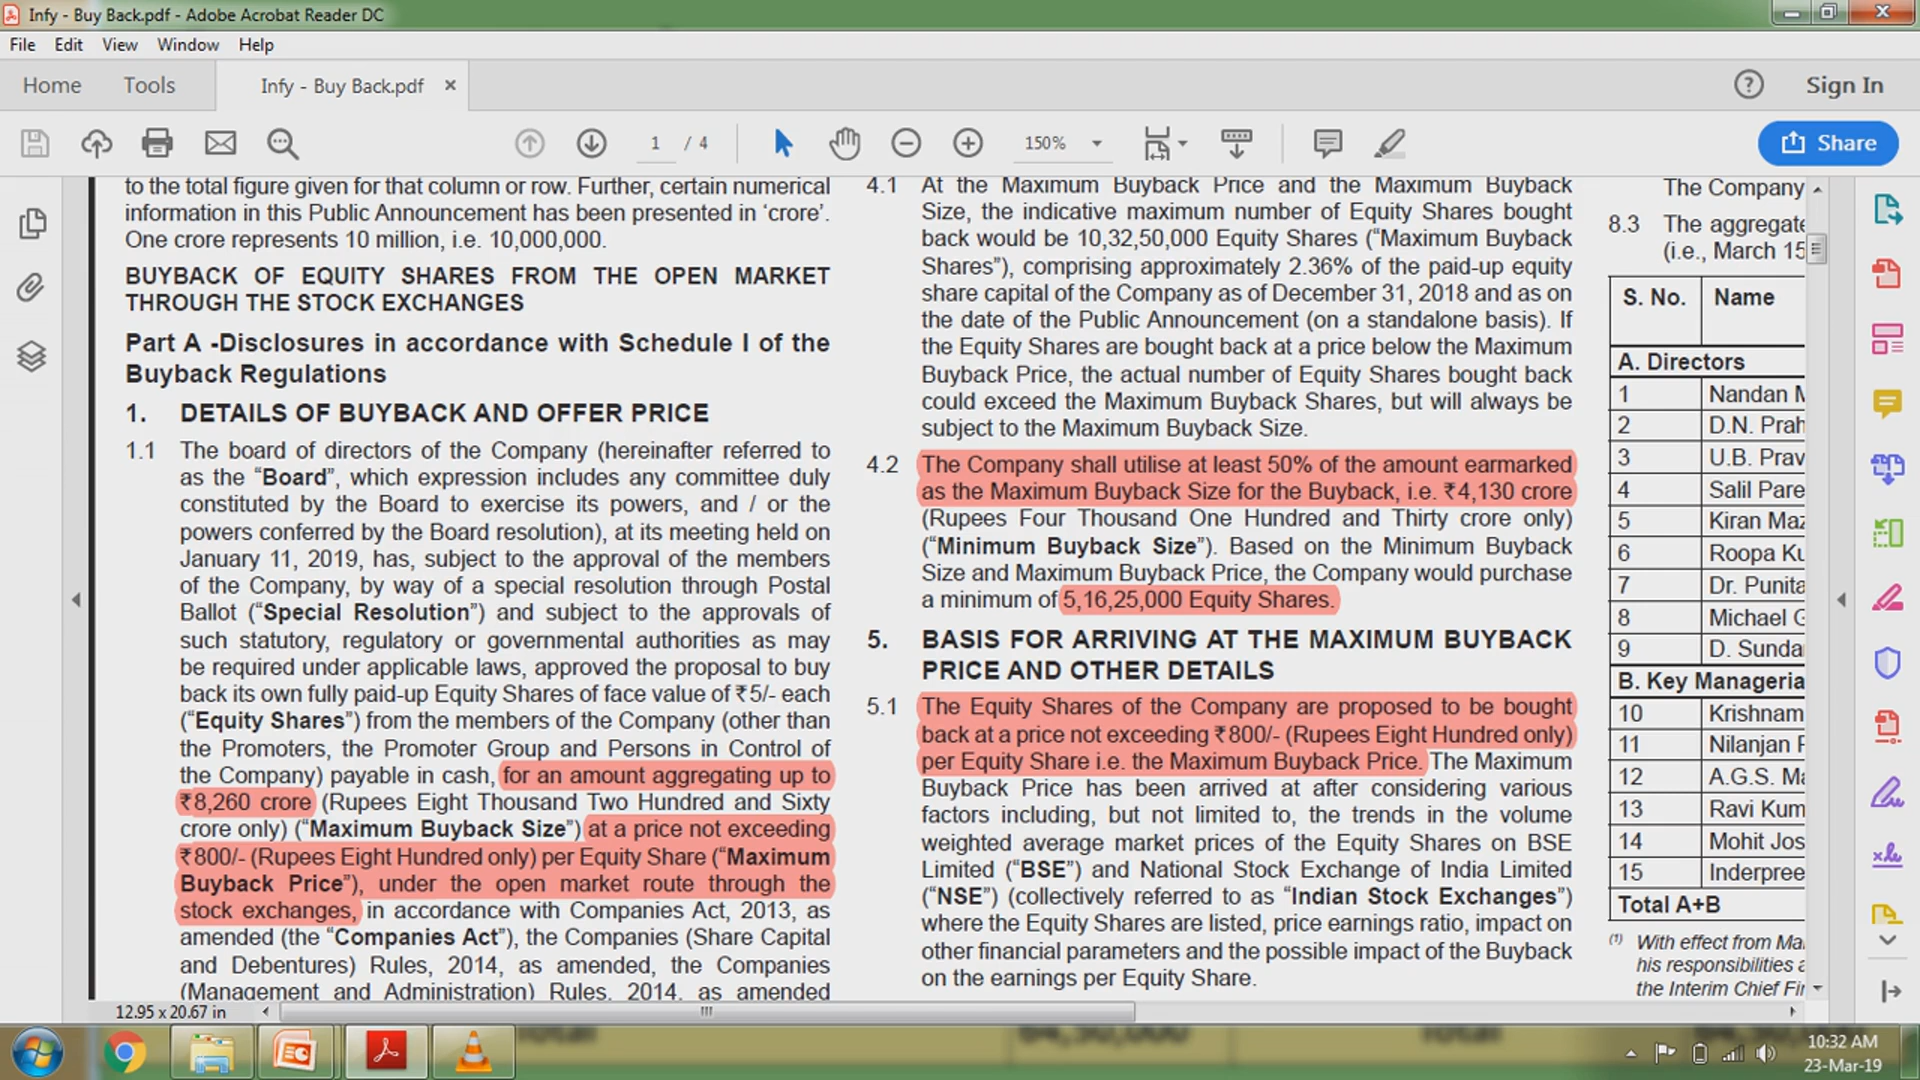 Infy - Buy Back.pdf - Adobe Acrobat Reader DC
File Edit View Window Help
Home Tools Infy - Buy Back.pdf × Sign In
1 / 4 150% Share
to the total figure given for that column or row. Further, certain numerical
information in this Public Announcement has been presented in ‘crore’.
One crore represents 10 million, i.e. 10,000,000.
BUYBACK OF EQUITY SHARES FROM THE OPEN MARKET
THROUGH THE STOCK EXCHANGES
Part A -Disclosures in accordance with Schedule I of the
Buyback Regulations
1. DETAILS OF BUYBACK AND OFFER PRICE
1.1 The board of directors of the Company (hereinafter referred to
as the “Board”, which expression includes any committee duly
constituted by the Board to exercise its powers, and / or the
powers conferred by the Board resolution), at its meeting held on
January 11, 2019, has, subject to the approval of the members
of the Company, by way of a special resolution through Postal
Ballot (“Special Resolution”) and subject to the approvals of
such statutory, regulatory or governmental authorities as may
be required under applicable laws, approved the proposal to buy
back its own fully paid-up Equity Shares of face value of ₹5/- each
(“Equity Shares”) from the members of the Company (other than
the Promoters, the Promoter Group and Persons in Control of
the Company) payable in cash, for an amount aggregating up to
₹8,260 crore (Rupees Eight Thousand Two Hundred and Sixty
crore only) (“Maximum Buyback Size”) at a price not exceeding
₹800/- (Rupees Eight Hundred only) per Equity Share (“Maximum
Buyback Price”), under the open market route through the
stock exchanges, in accordance with Companies Act, 2013, as
amended (the “Companies Act”), the Companies (Share Capital
and Debentures) Rules, 2014, as amended, the Companies
(Management and Administration) Rules, 2014, as amended
4.1 At the Maximum Buyback Price and the Maximum Buyback
Size, the indicative maximum number of Equity Shares bought
back would be 10,32,50,000 Equity Shares (“Maximum Buyback
Shares”), comprising approximately 2.36% of the paid-up equity
share capital of the Company as of December 31, 2018 and as on
the date of the Public Announcement (on a standalone basis). If
the Equity Shares are bought back at a price below the Maximum
Buyback Price, the actual number of Equity Shares bought back
could exceed the Maximum Buyback Shares, but will always be
subject to the Maximum Buyback Size.
4.2 The Company shall utilise at least 50% of the amount earmarked
as the Maximum Buyback Size for the Buyback, i.e. ₹4,130 crore
(Rupees Four Thousand One Hundred and Thirty crore only)
(“Minimum Buyback Size”). Based on the Minimum Buyback
Size and Maximum Buyback Price, the Company would purchase
a minimum of 5,16,25,000 Equity Shares.
5. BASIS FOR ARRIVING AT THE MAXIMUM BUYBACK
PRICE AND OTHER DETAILS
5.1 The Equity Shares of the Company are proposed to be bought
back at a price not exceeding ₹800/- (Rupees Eight Hundred only)
per Equity Share i.e. the Maximum Buyback Price. The Maximum
Buyback Price has been arrived at after considering various
factors including, but not limited to, the trends in the volume
weighted average market prices of the Equity Shares on BSE
Limited (“BSE”) and National Stock Exchange of India Limited
(“NSE”) (collectively referred to as “Indian Stock Exchanges”)
where the Equity Shares are listed, price earnings ratio, impact on
other financial parameters and the possible impact of the Buyback
on the earnings per Equity Share.
The Company
8.3 The aggregate
(i.e., March 15
S. No. Name
A. Directors
1 Nandan M
2 D.N. Prah
3 U.B. Prav
4 Salil Pare
5 Kiran Maz
6 Roopa Ku
7 Dr. Punita
8 Michael G
9 D. Sunda
B. Key Manageria
10 Krishnam
11 Nilanjan
12 A.G.S. Ma
13 Ravi Kum
14 Mohit Jos
15 Inderpree
Total A+B
(1) With effect from Mar
his responsibilities a
the Interim Chief Fi
12.95 x 20.67 in
Total 64,50,000 Total
10:32 AM
23-Mar-19